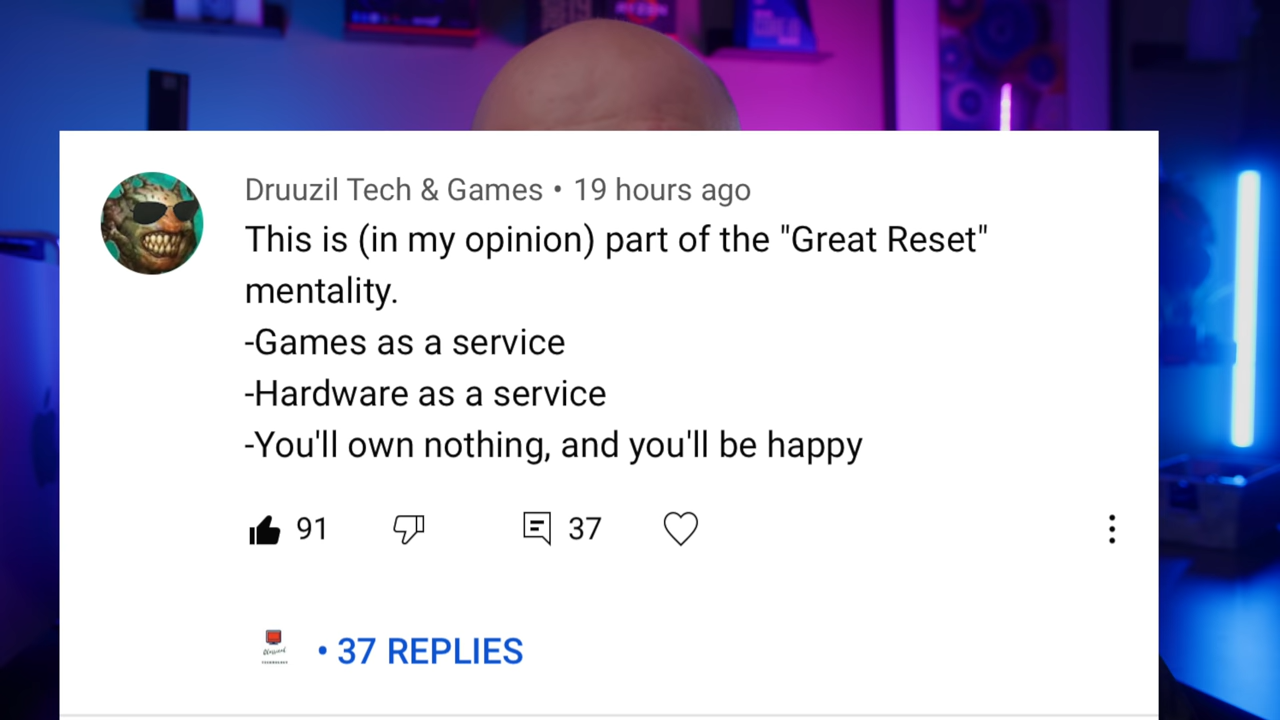 Druuzil Tech & Games • 19 hours ago
This is (in my opinion) part of the "Great Reset"
mentality.
-Games as a service
-Hardware as a service
-You'll own nothing, and you'll be happy
91
37
• 37 REPLIES